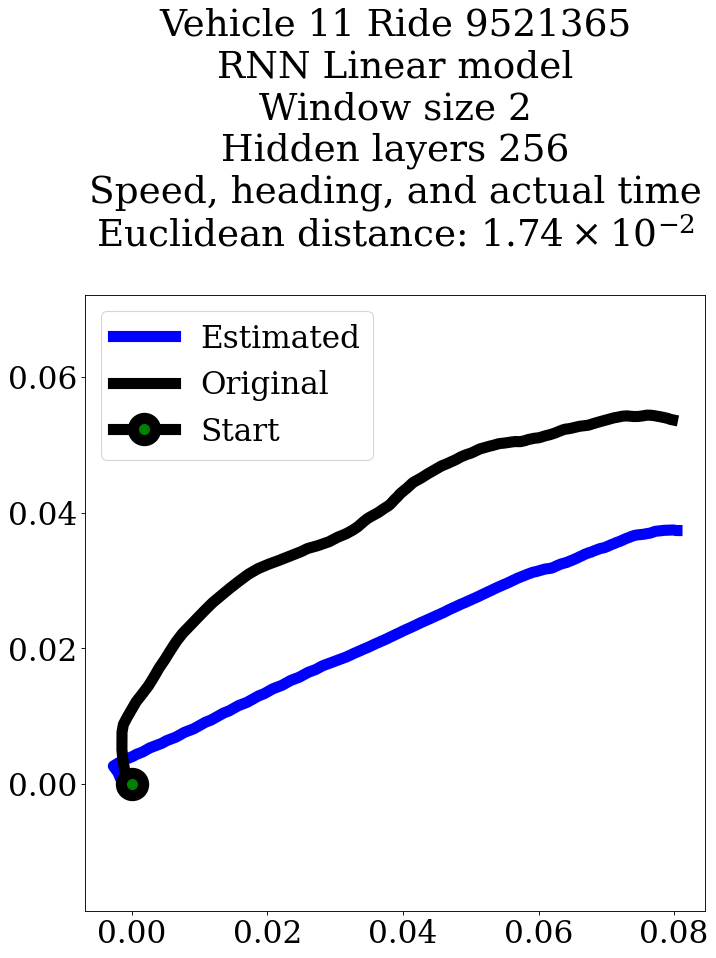 Vehicle 11 Ride 9521365
RNN Linear model
Window size 2
Hidden layers 256
Speed, heading, and actual time
Euclidean distance: 1.74 × 10⁻²
Estimated
Original
Start
0.06
0.04
0.02
0.00
0.00 0.02 0.04 0.06 0.08